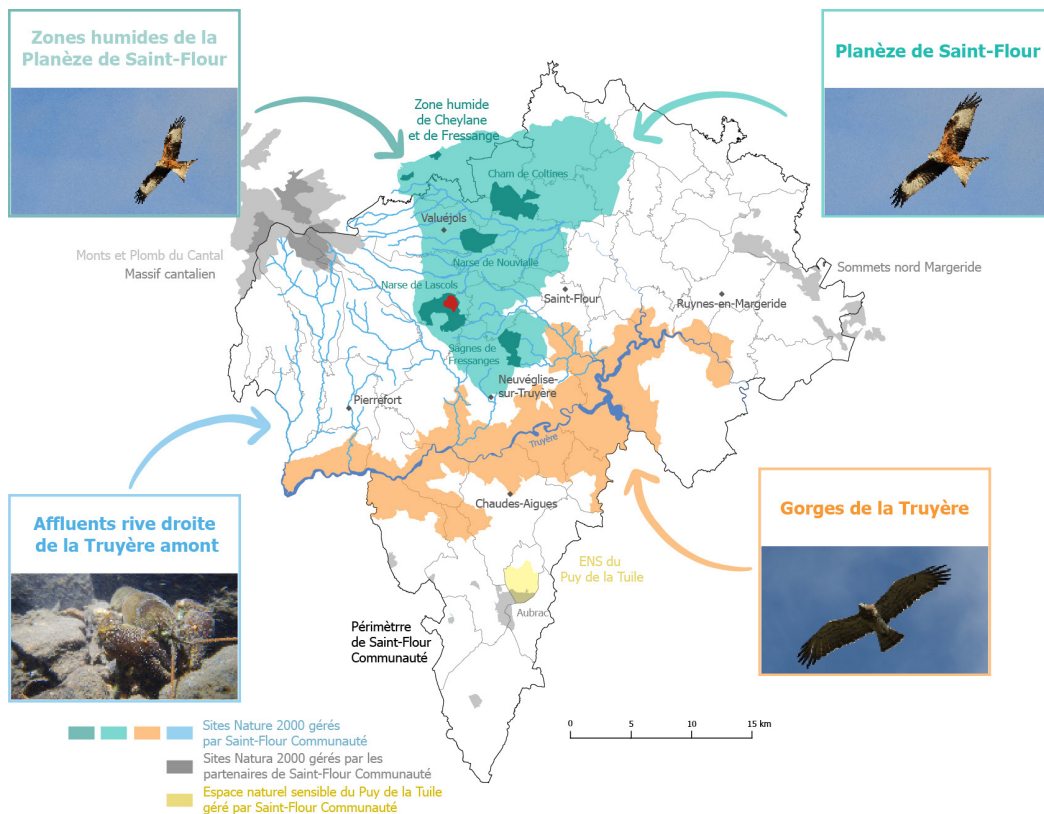 Zones humides de la
Planèze de Saint-Flour
Planèze de Saint-Flour
Zone humide
de Cheylane
et de Fressange
Cham de Coltines
Valuéjols
Narse de Nouvialle
Monts et Plomb du Cantal
Massif cantalien
Sommets nord Margeride
Narse de Lascols
Saint-Flour
Ruynes-en-Margeride
Sagnes de
Fressanges
Neuvéglise-
sur-Truyère
Pierrefort
Truyère
Chaudes-Aigues
Affluents rive droite
de la Truyère amont
Gorges de la Truyère
ENS du
Puy de la Tuile
Aubrac
Périmètrre
de Saint-Flour
Communauté
0 5 10 15 km
Sites Nature 2000 gérés
par Saint-Flour Communauté
Sites Natura 2000 gérés par les
partenaires de Saint-Flour Communauté
Espace naturel sensible du Puy de la Tuile
géré par Saint-Flour Communauté